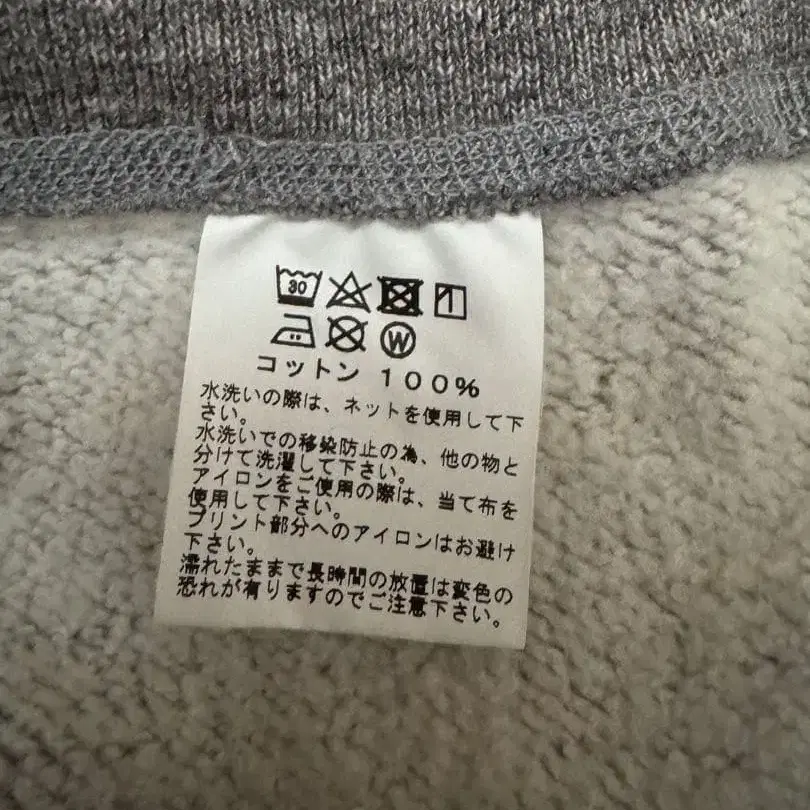 30
W
コットン 100%
水洗いの際は、ネットを使用して下
さい。
水洗いでの移染防止の為、他の物と
分けて洗濯して下さい。
アイロンをご使用の際は、当て布を
使用して下さい。
プリント部分へのアイロンはお避け
下さい。
濡れたままで長時間の放置は変色の
恐れが有りますのでご注意下さい。